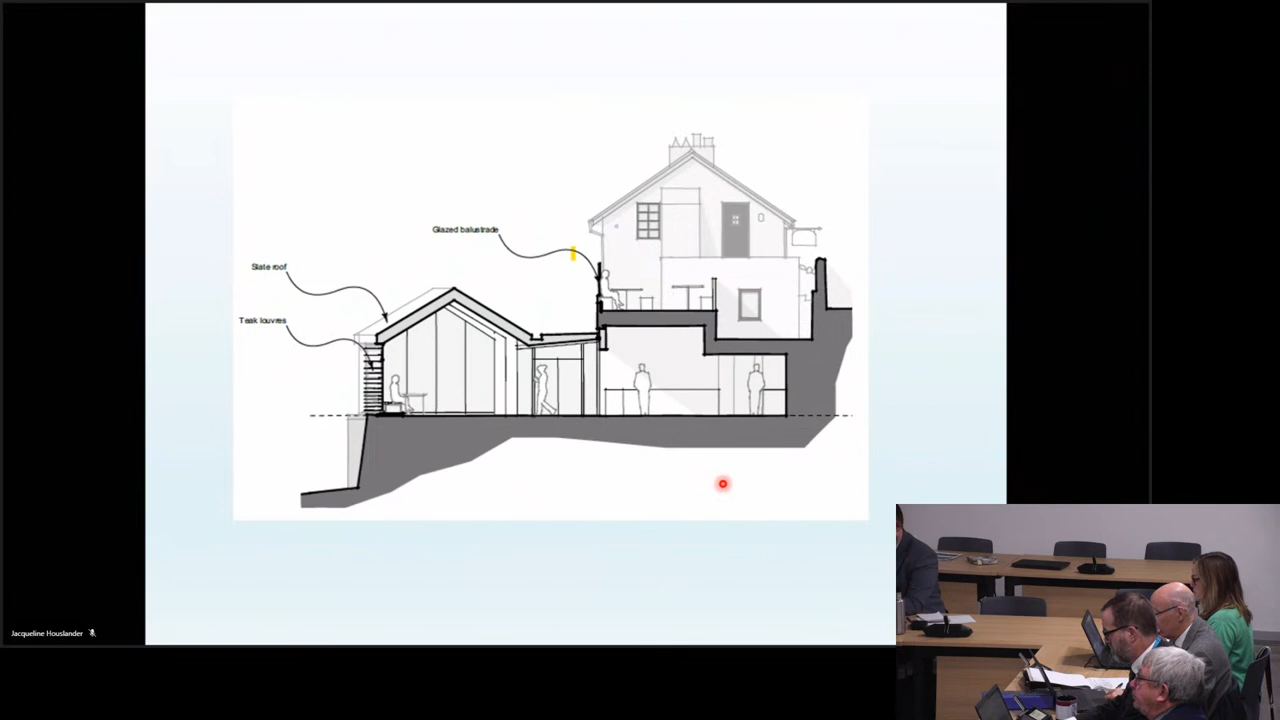 Glazed balustrade
Slate roof
Teak louvres
Jacqueline Houslander